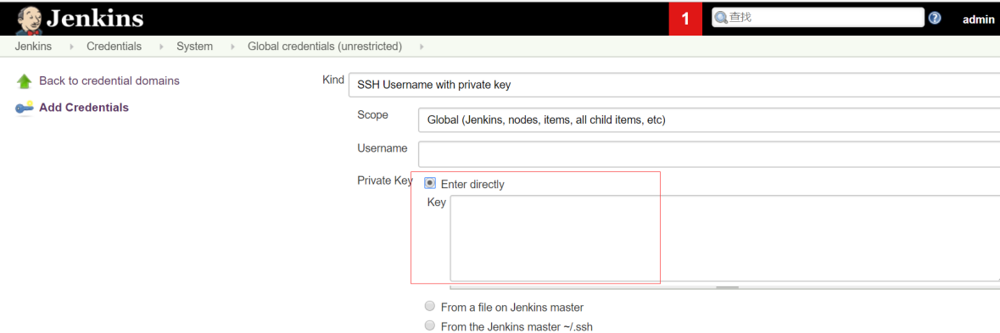 Jenkins 1 查找 admin
Jenkins Credentials System Global credentials (unrestricted)
Back to credential domains
Add Credentials
Kind SSH Username with private key
Scope Global (Jenkins, nodes, items, all child items, etc)
Username
Private Key Enter directly
Key
From a file on Jenkins master
From the Jenkins master ~/.ssh